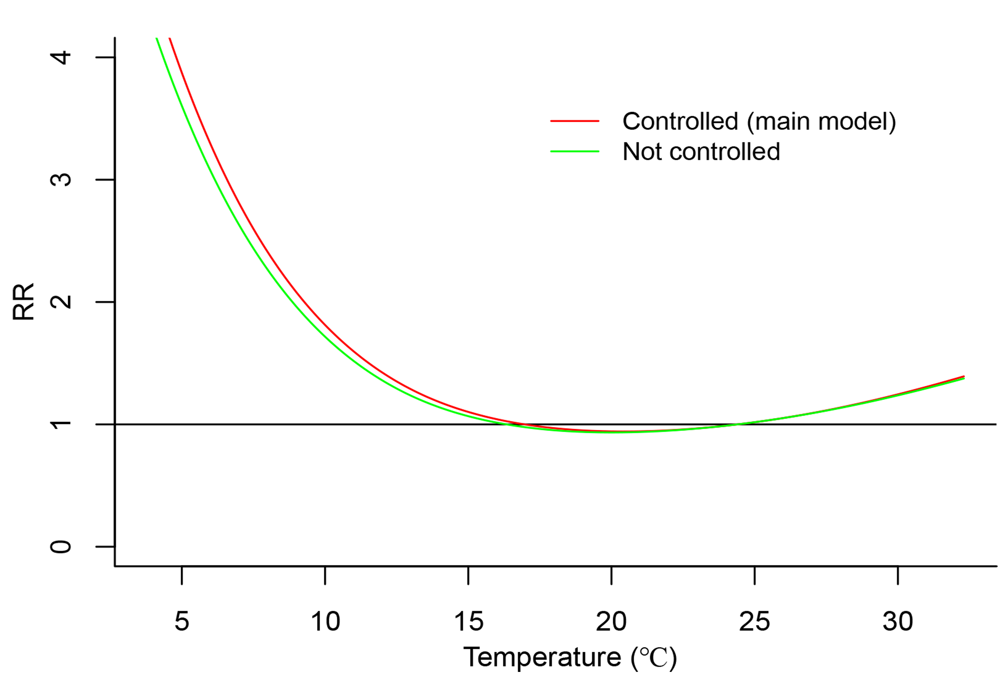 4
3
2
1
0
RR
Controlled (main model)
Not controlled
5 10 15 20 25 30
Temperature (°C)